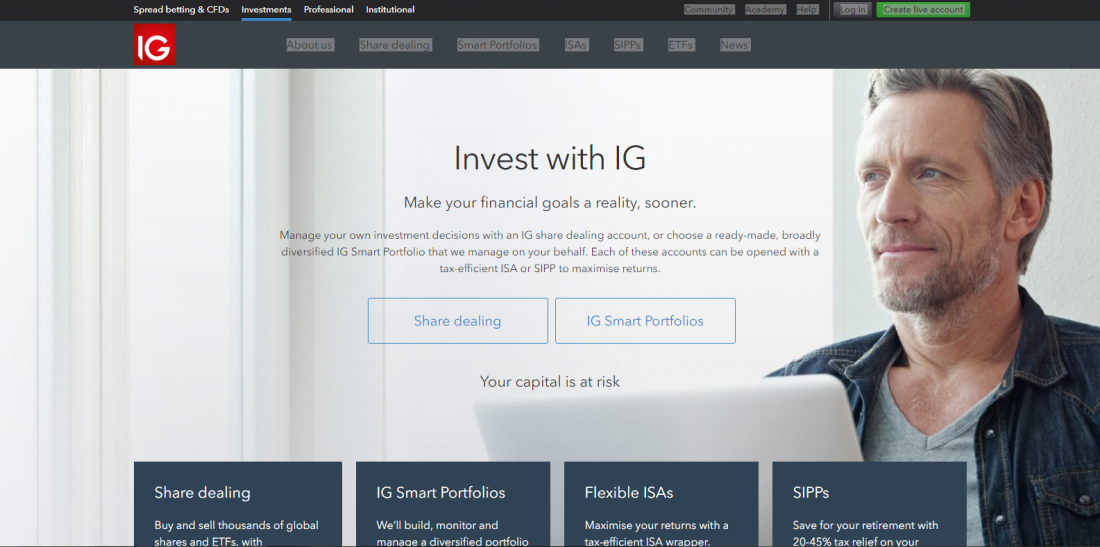 Spread betting & CFDs Investments Professional Institutional Community Academy Help Log in Create live account
IG About us Share dealing Smart Portfolios ISAs SIPPs ETFs News
Invest with IG
Make your financial goals a reality, sooner.
Manage your own investment decisions with an IG share dealing account, or choose a ready-made, broadly
diversified IG Smart Portfolio that we manage on your behalf. Each of these accounts can be opened with a
tax-efficient ISA or SIPP to maximise returns.
Share dealing IG Smart Portfolios
Your capital is at risk
Share dealing
Buy and sell thousands of global
shares and ETFs, with
IG Smart Portfolios
We'll build, monitor and
manage a diversified portfolio
Flexible ISAs
Maximise your returns with a
tax-efficient ISA wrapper.
SIPPs
Save for your retirement with
20-45% tax relief on your